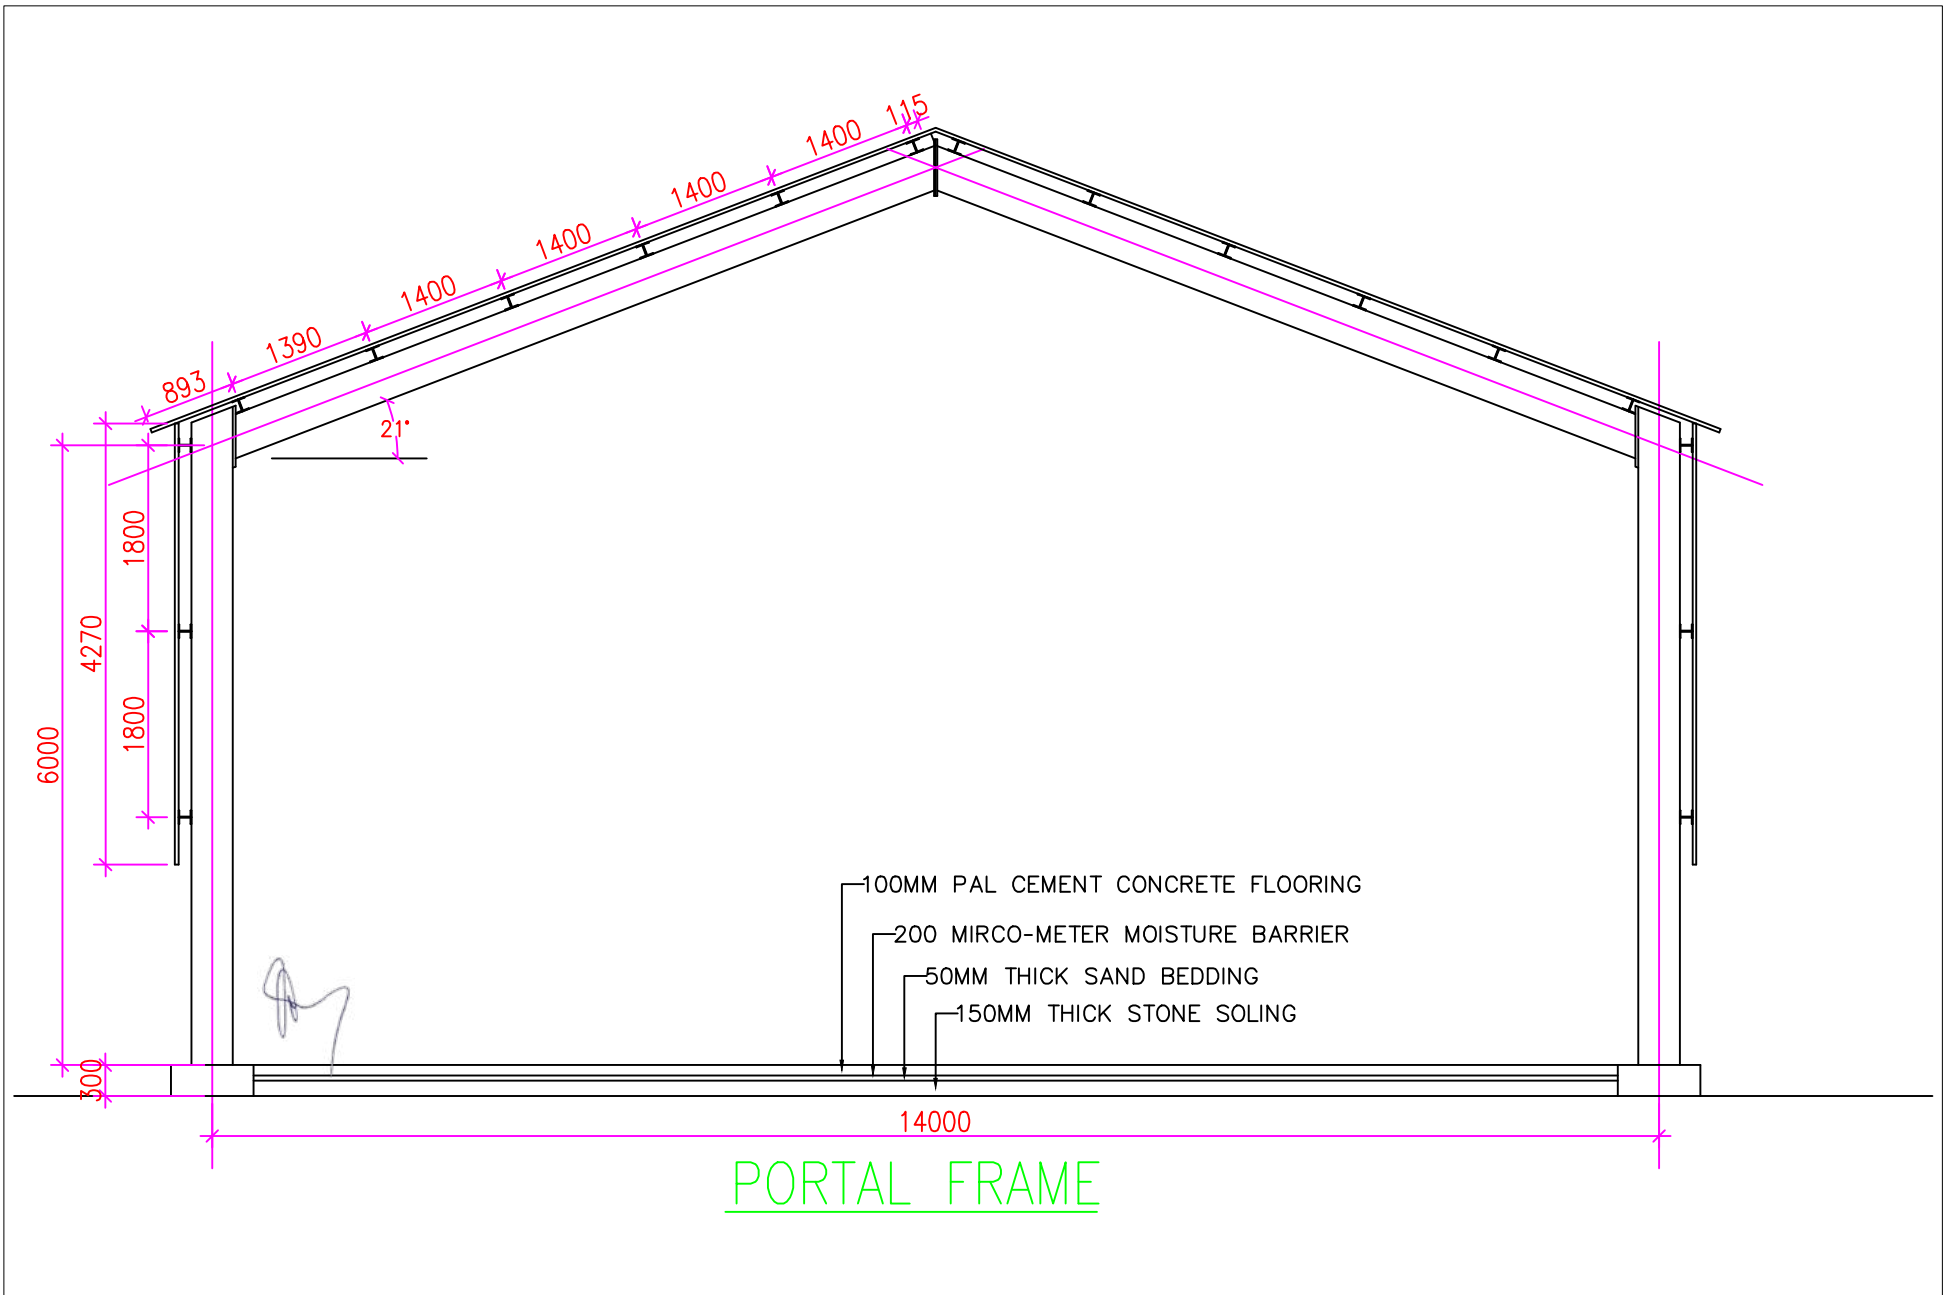 115
1400
1400
1400
1400
1390
893
21°
1800
4270
1800
6000
100MM PAL CEMENT CONCRETE FLOORING
200 MIRCO-METER MOISTURE BARRIER
50MM THICK SAND BEDDING
150MM THICK STONE SOLING
300
14000
PORTAL FRAME